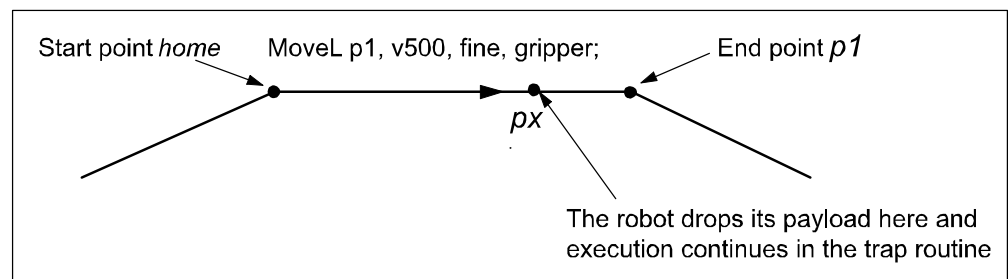 Start point home
MoveL p1, v500, fine, gripper;
End point p1
px
The robot drops its payload here and
execution continues in the trap routine